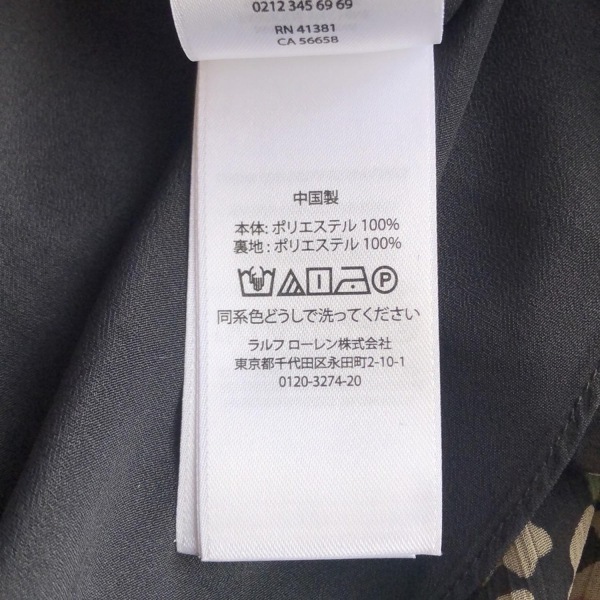 0212 345 69 69
RN 41381
CA 56658
中国製
本体: ポリエステル 100%
裏地: ポリエステル 100%
P
同系色どうしで洗ってください
ラルフ ローレン株式会社
東京都千代田区永田町2-10-1
0120-3274-20